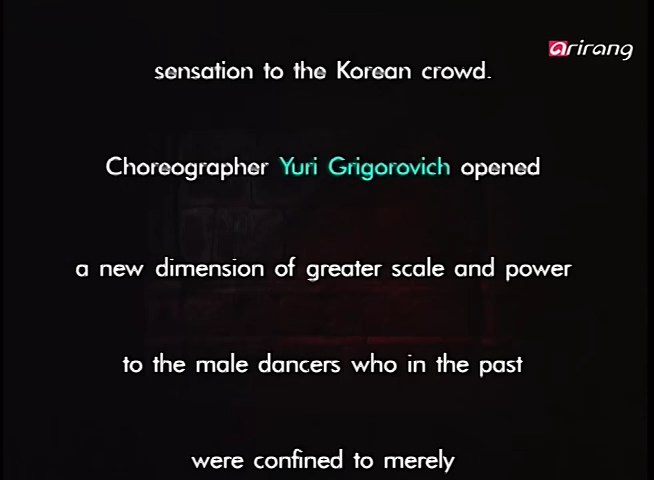 arirang
sensation to the Korean crowd.
Choreographer Yuri Grigorovich opened
a new dimension of greater scale and power
to the male dancers who in the past
were confined to merely